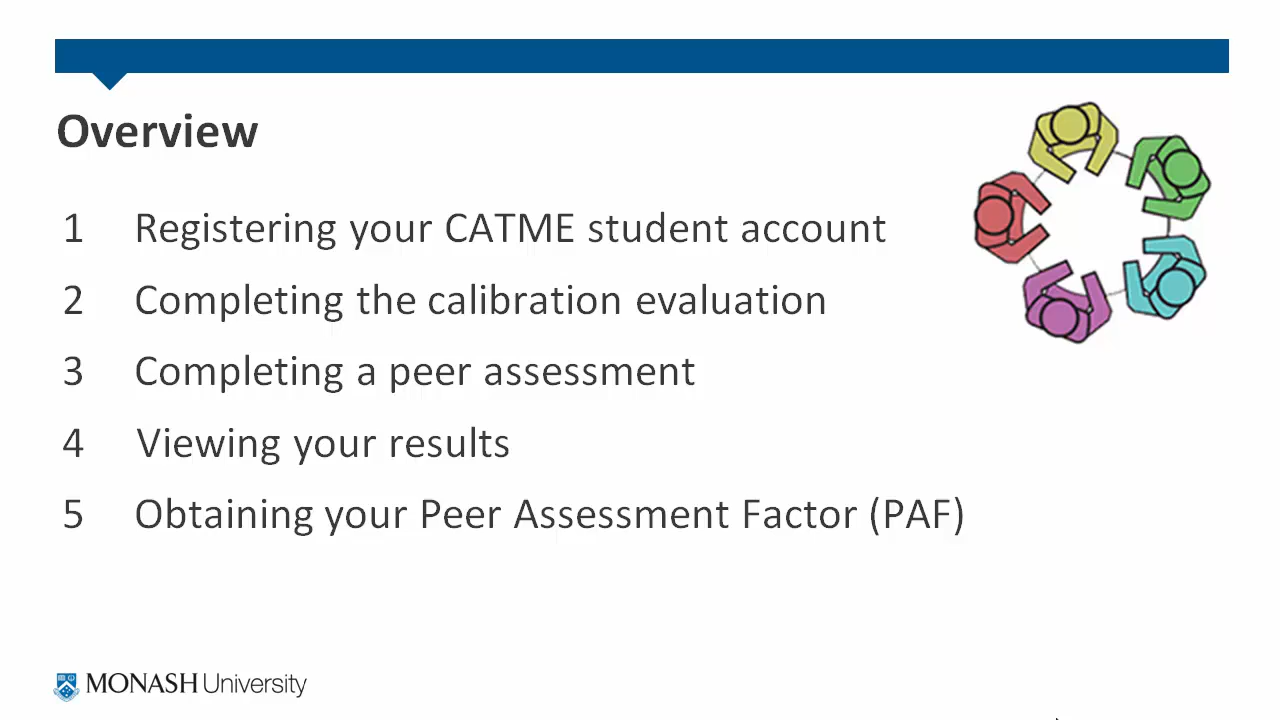 Overview
1 Registering your CATME student account
2 Completing the calibration evaluation
3 Completing a peer assessment
4 Viewing your results
5 Obtaining your Peer Assessment Factor (PAF)
MONASH University